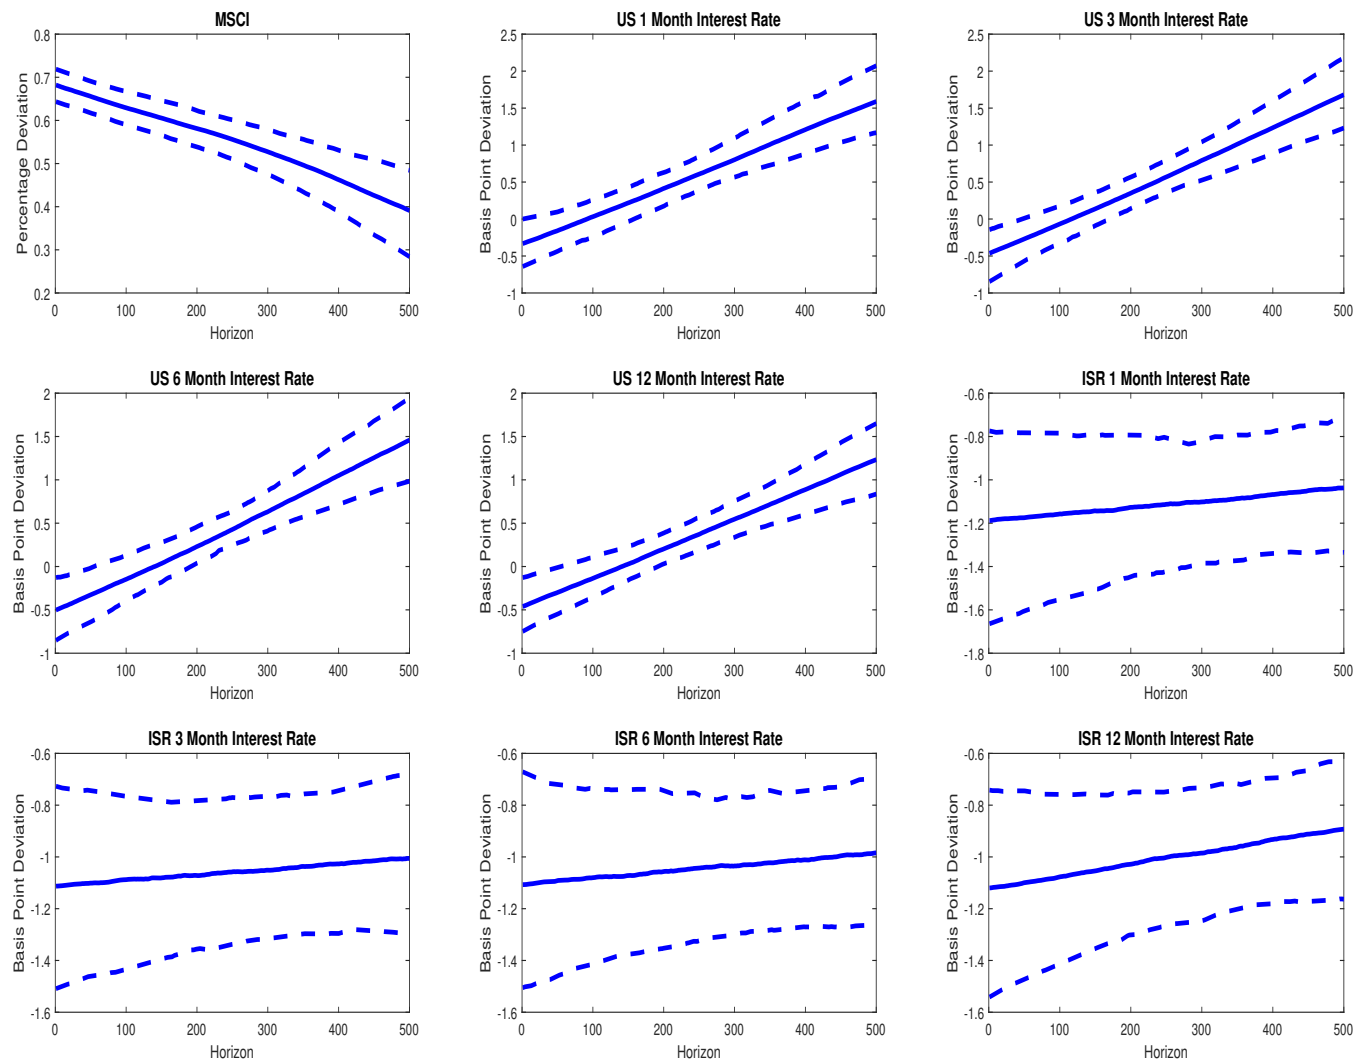 MSCI
0.8
0.7
0.6
0.5
0.4
0.3
0.2
Percentage Deviation
0 100 200 300 400 500
Horizon
US 1 Month Interest Rate
2.5
2
1.5
1
0.5
0
-0.5
-1
Basis Point Deviation
0 100 200 300 400 500
Horizon
US 3 Month Interest Rate
2.5
2
1.5
1
0.5
0
-0.5
-1
Basis Point Deviation
0 100 200 300 400 500
Horizon
US 6 Month Interest Rate
2
1.5
1
0.5
0
-0.5
-1
Basis Point Deviation
0 100 200 300 400 500
Horizon
US 12 Month Interest Rate
2
1.5
1
0.5
0
-0.5
-1
Basis Point Deviation
0 100 200 300 400 500
Horizon
ISR 1 Month Interest Rate
-0.6
-0.8
-1
-1.2
-1.4
-1.6
-1.8
Basis Point Deviation
0 100 200 300 400 500
Horizon
ISR 3 Month Interest Rate
-0.6
-0.8
-1
-1.2
-1.4
-1.6
Basis Point Deviation
0 100 200 300 400 500
Horizon
ISR 6 Month Interest Rate
-0.6
-0.8
-1
-1.2
-1.4
-1.6
Basis Point Deviation
0 100 200 300 400 500
Horizon
ISR 12 Month Interest Rate
-0.6
-0.8
-1
-1.2
-1.4
-1.6
Basis Point Deviation
0 100 200 300 400 500
Horizon